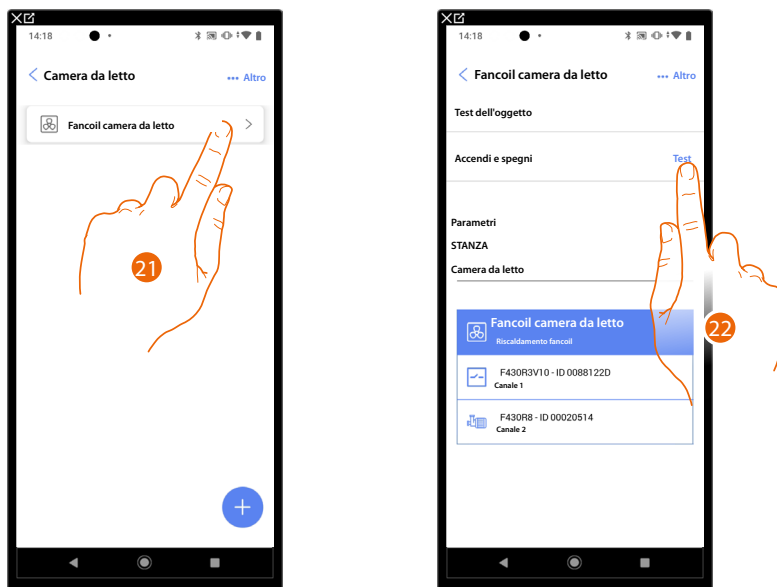 14:18
Camera da letto
Altro
Fancoil camera da letto
21
14:18
Fancoil camera da letto
Altro
Test dell'oggetto
Accendi e spegni
Test
Parametri
STANZA
Camera da letto
Fancoil camera da letto
Riscaldamento fancoil
F430R3V10 - ID 0088122D
Canale 1
F430R8 - ID 00020514
Canale 2
22